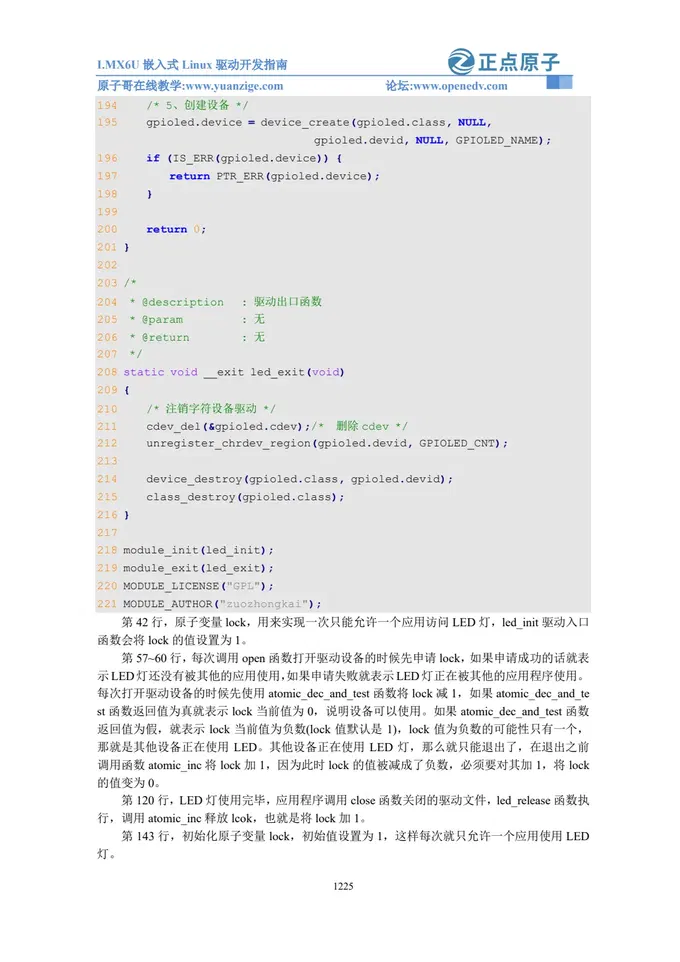 I.MX6U 嵌入式 Linux 驱动开发指南
正点原子
原子哥在线教学:www.yuanzige.com 论坛:www.openedv.com
194 /* 5、创建设备 */
195 gpioled.device = device_create(gpioled.class, NULL,
gpioled.devid, NULL, GPIOLED_NAME);
196 if (IS_ERR(gpioled.device)) {
197 return PTR_ERR(gpioled.device);
198 }
199
200 return 0;
201 }
202
203 /*
204 * @description : 驱动出口函数
205 * @param : 无
206 * @return : 无
207 */
208 static void __exit led_exit(void)
209 {
210 /* 注销字符设备驱动 */
211 cdev_del(&gpioled.cdev);/* 删除 cdev */
212 unregister_chrdev_region(gpioled.devid, GPIOLED_CNT);
213
214 device_destroy(gpioled.class, gpioled.devid);
215 class_destroy(gpioled.class);
216 }
217
218 module_init(led_init);
219 module_exit(led_exit);
220 MODULE_LICENSE("GPL");
221 MODULE_AUTHOR("zuozhongkai");
第 42 行，原子变量 lock，用来实现一次只能允许一个应用访问 LED 灯，led_init 驱动入口
函数会将 lock 的值设置为 1。
第 57~60 行，每次调用 open 函数打开驱动设备的时候先申请 lock，如果申请成功的话就表
示 LED 灯还没有被其他的应用使用，如果申请失败就表示 LED 灯正在被其他的应用程序使用。
每次打开驱动设备的时候先使用 atomic_dec_and_test 函数将 lock 减 1，如果 atomic_dec_and_te
st 函数返回值为真就表示 lock 当前值为 0，说明设备可以使用。如果 atomic_dec_and_test 函数
返回值为假，就表示 lock 当前值为负数(lock 值默认是 1)，lock 值为负数的可能性只有一个，
那就是其他设备正在使用 LED。其他设备正在使用 LED 灯，那么就只能退出了，在退出之前
调用函数 atomic_inc 将 lock 加 1，因为此时 lock 的值被减成了负数，必须要对其加 1，将 lock
的值变为 0。
第 120 行，LED 灯使用完毕，应用程序调用 close 函数关闭的驱动文件，led_release 函数执
行，调用 atomic_inc 释放 lcok，也就是将 lock 加 1。
第 143 行，初始化原子变量 lock，初始值设置为 1，这样每次就只允许一个应用使用 LED
灯。
1225